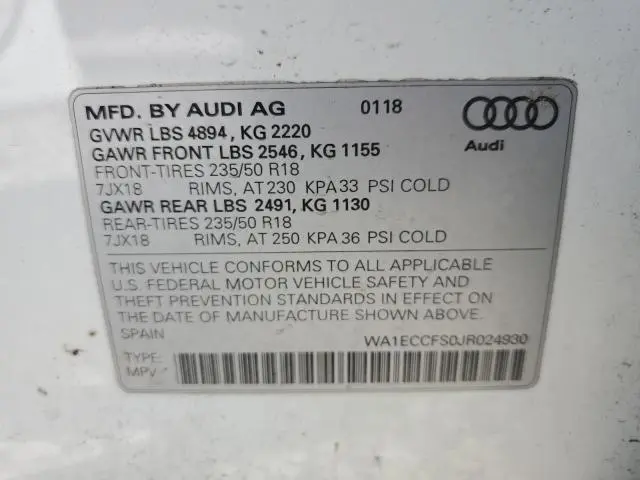 MFD. BY AUDI AG 0118
GVWR LBS 4894, KG 2220
GAWR FRONT LBS 2546, KG 1155
FRONT-TIRES 235/50 R18
7JX18 RIMS, AT 230 KPA 33 PSI COLD
GAWR REAR LBS 2491, KG 1130
REAR-TIRES 235/50 R18
7JX18 RIMS, AT 250 KPA 36 PSI COLD
Audi
THIS VEHICLE CONFORMS TO ALL APPLICABLE
U.S. FEDERAL MOTOR VEHICLE SAFETY AND
THEFT PREVENTION STANDARDS IN EFFECT ON
THE DATE OF MANUFACTURE SHOWN ABOVE.
SPAIN WA1ECCFS0JR024930
TYPE:
MPV